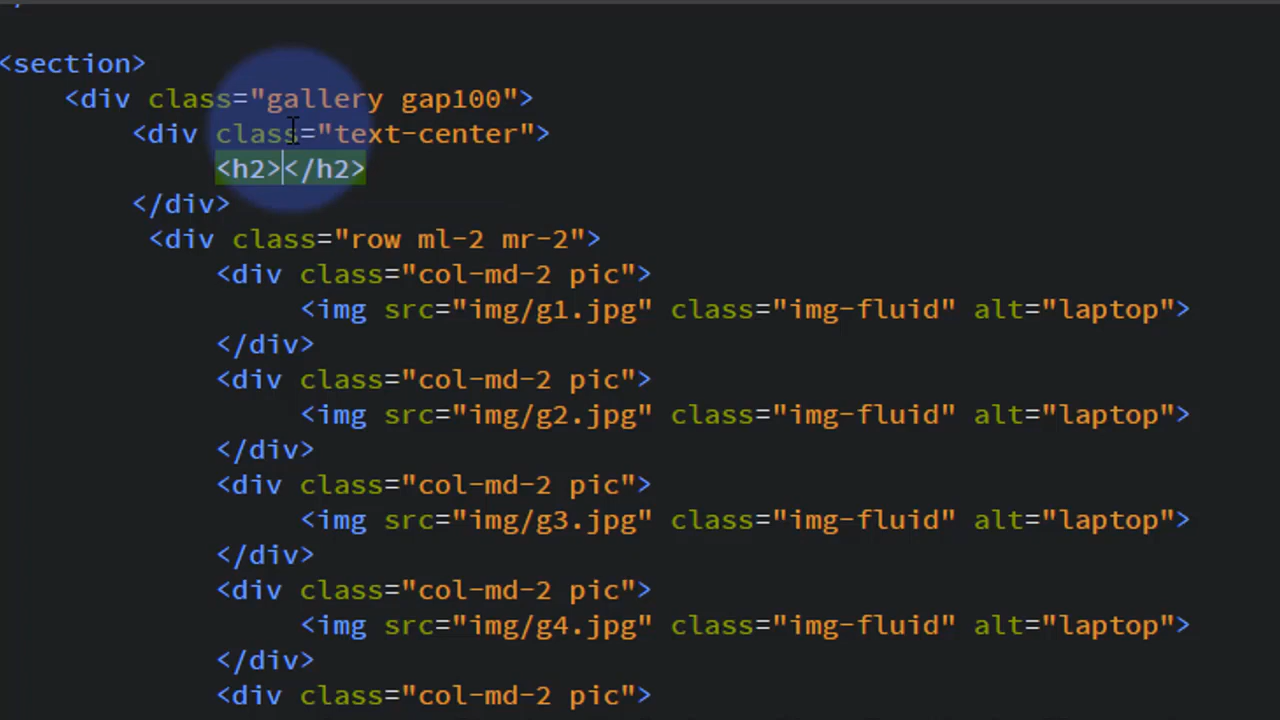 <section>
<div class="gallery gap100">
<div class="text-center">
<h2></h2>
</div>
<div class="row ml-2 mr-2">
<div class="col-md-2 pic">
<img src="img/g1.jpg" class="img-fluid" alt="laptop">
</div>
<div class="col-md-2 pic">
<img src="img/g2.jpg" class="img-fluid" alt="laptop">
</div>
<div class="col-md-2 pic">
<img src="img/g3.jpg" class="img-fluid" alt="laptop">
</div>
<div class="col-md-2 pic">
<img src="img/g4.jpg" class="img-fluid" alt="laptop">
</div>
<div class="col-md-2 pic">